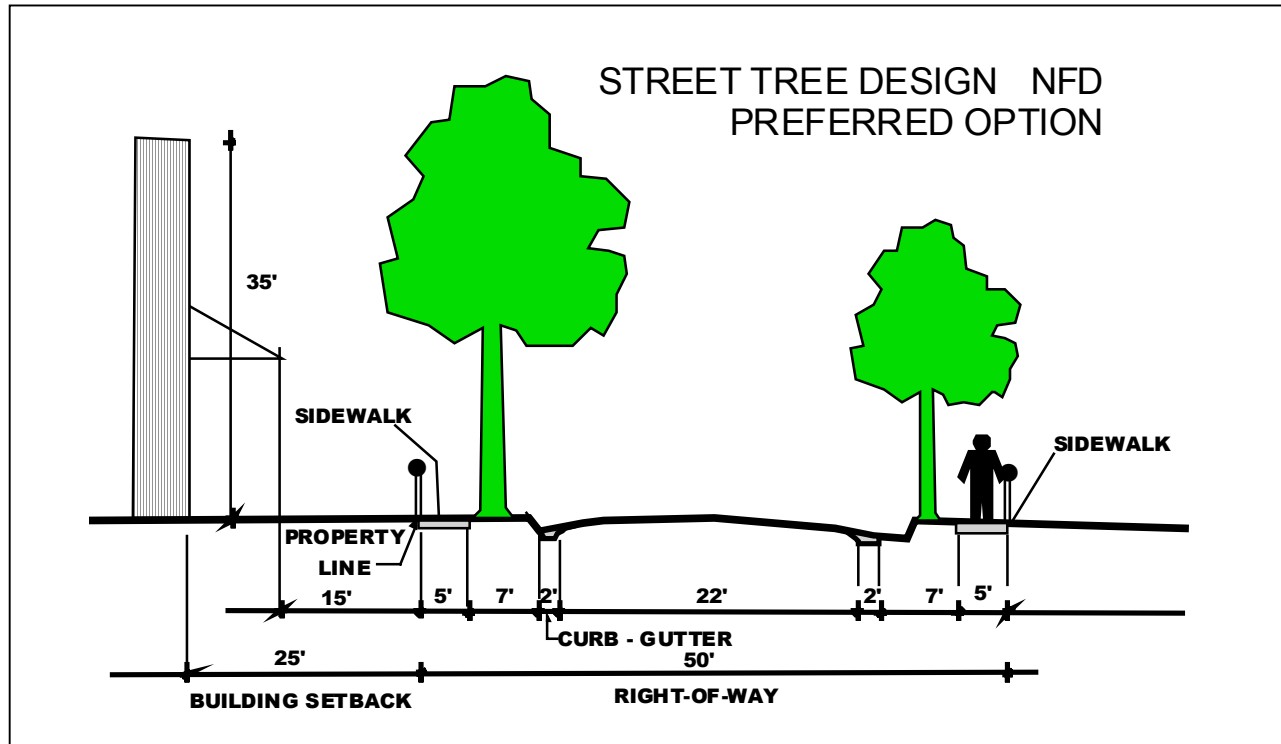 STREET TREE DESIGN NFD
PREFERRED OPTION
35'
SIDEWALK
SIDEWALK
PROPERTY
LINE
15'
5'
7'
2'
22'
2'
7'
5'
CURB - GUTTER
25'
50'
BUILDING SETBACK
RIGHT-OF-WAY